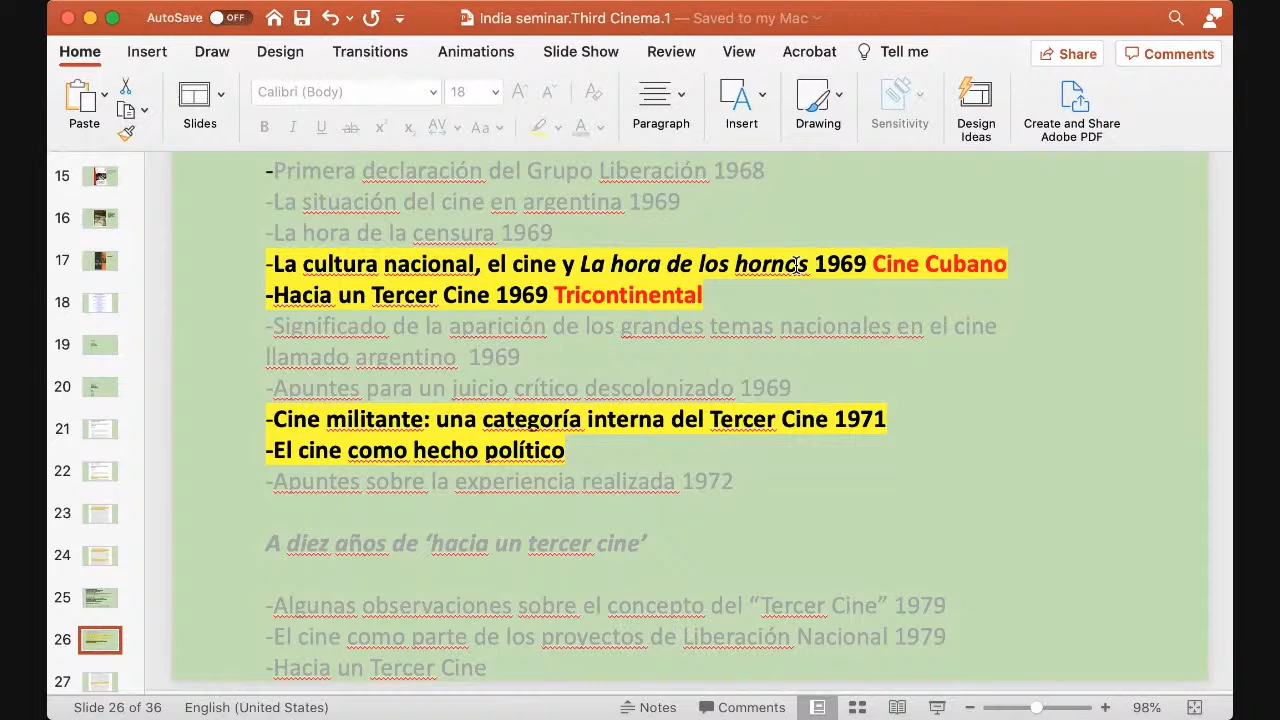 AutoSave OFF India seminar.Third Cinema.1 — Saved to my Mac
Home Insert Draw Design Transitions Animations Slide Show Review View Acrobat Tell me Share Comments
Calibri (Body) 18
Paste Slides Paragraph Insert Drawing Sensitivity Design Ideas Create and Share Adobe PDF
15
16
17
18
19
20
21
22
23
24
25
26
27
-Primera declaración del Grupo Liberación 1968
-La situación del cine en argentina 1969
-La hora de la censura 1969
-La cultura nacional, el cine y La hora de los hornos 1969 Cine Cubano
-Hacia un Tercer Cine 1969 Tricontinental
-Significado de la aparición de los grandes temas nacionales en el cine
llamado argentino 1969
-Apuntes para un juicio crítico descolonizado 1969
-Cine militante: una categoría interna del Tercer Cine 1971
-El cine como hecho político
-Apuntes sobre la experiencia realizada 1972
A diez años de ‘hacia un tercer cine’
-Algunas observaciones sobre el concepto del “Tercer Cine” 1979
-El cine como parte de los proyectos de Liberación Nacional 1979
-Hacia un Tercer Cine
Slide 26 of 36 English (United States) Notes Comments 98%